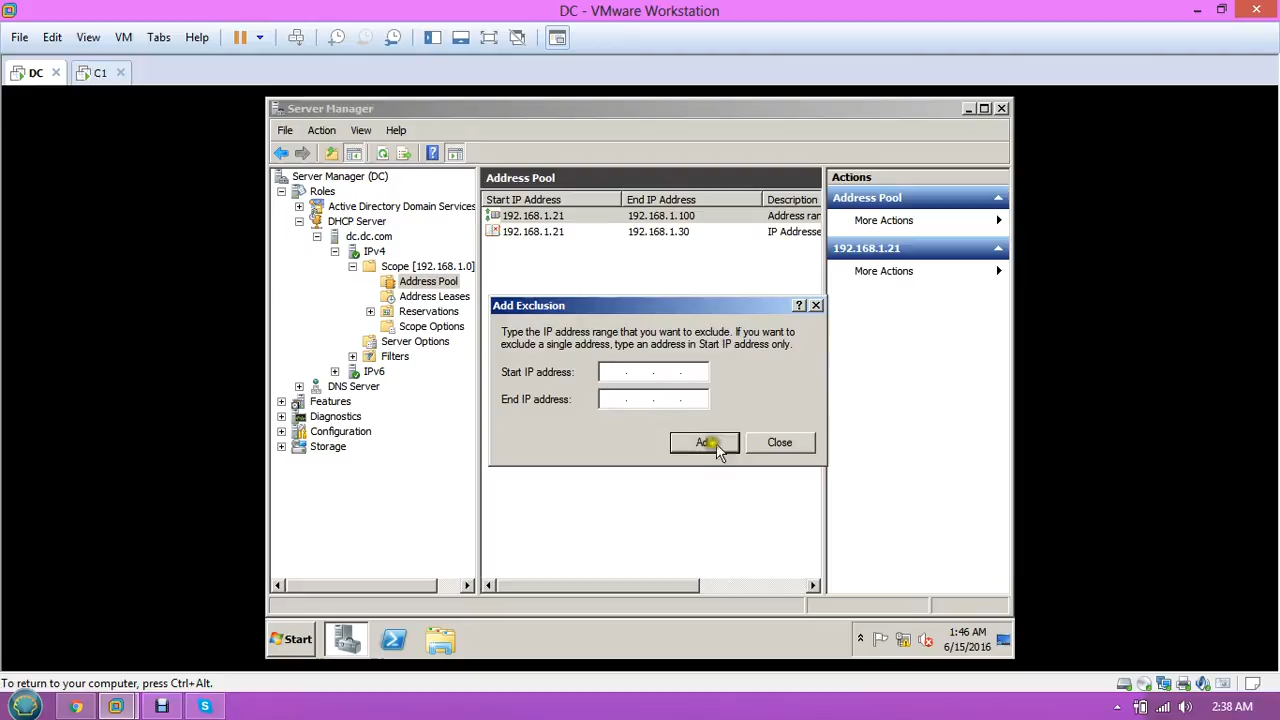 DC - VMware Workstation
File Edit View VM Tabs Help
DC C1
Server Manager
File Action View Help
Server Manager (DC)
Roles
Active Directory Domain Services
DHCP Server
dc.dc.com
IPv4
Scope [192.168.1.0]
Address Pool
Address Leases
Reservations
Scope Options
Server Options
Filters
IPv6
DNS Server
Features
Diagnostics
Configuration
Storage
Address Pool
Start IP Address End IP Address Description
192.168.1.21 192.168.1.100 Address ran
192.168.1.21 192.168.1.30 IP Addresse
Actions
Address Pool
More Actions
192.168.1.21
More Actions
Add Exclusion
Type the IP address range that you want to exclude. If you want to
exclude a single address, type an address in Start IP address only.
Start IP address:
End IP address:
Close
Start
1:46 AM
6/15/2016
To return to your computer, press Ctrl+Alt.
2:38 AM